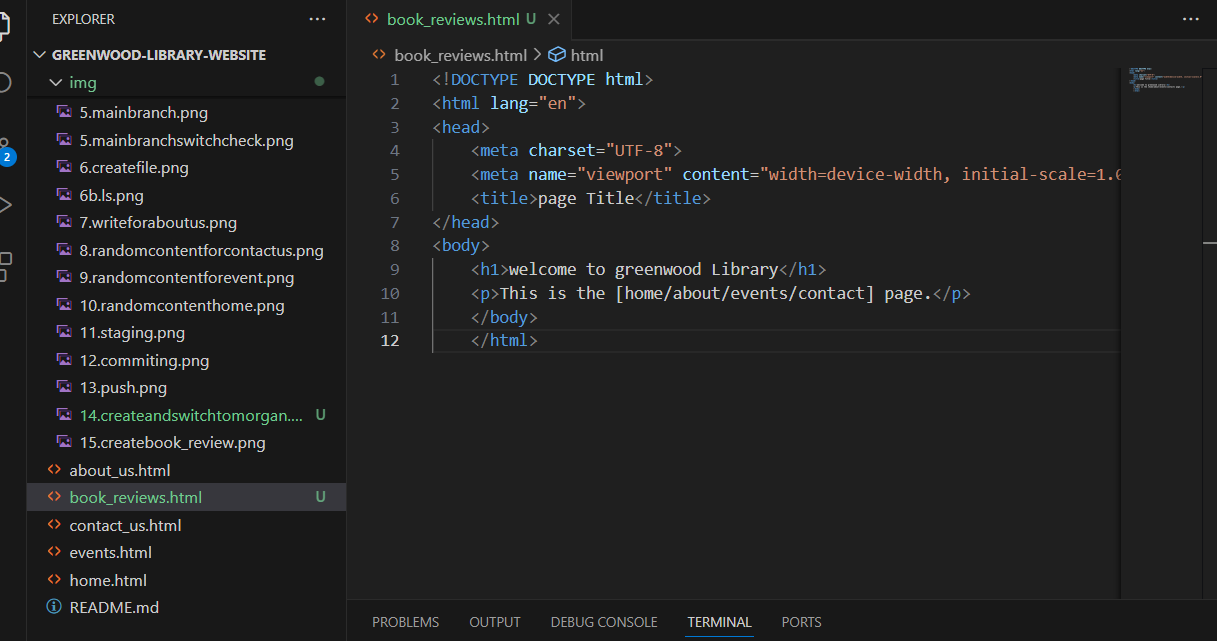 EXPLORER
GREENWOOD-LIBRARY-WEBSITE
img
5.mainbranch.png
5.mainbranchswitchcheck.png
6.createfile.png
6b.ls.png
7.writeforaboutus.png
8.randomcontentforcontactus.png
9.randomcontentforevent.png
10.randomcontenthome.png
11.staging.png
12.commiting.png
13.push.png
14.createandswitchtomorgan.... U
15.createbook_review.png
about_us.html
book_reviews.html U
contact_us.html
events.html
home.html
README.md
2
book_reviews.html U
book_reviews.html > html
1 <!DOCTYPE DOCTYPE html>
2 <html lang="en">
3 <head>
4 <meta charset="UTF-8">
5 <meta name="viewport" content="width=device-width, initial-scale=1.0
6 <title>page Title</title>
7 </head>
8 <body>
9 <h1>welcome to greenwood Library</h1>
10 <p>This is the [home/about/events/contact] page.</p>
11 </body>
12 </html>
PROBLEMS OUTPUT DEBUG CONSOLE TERMINAL PORTS